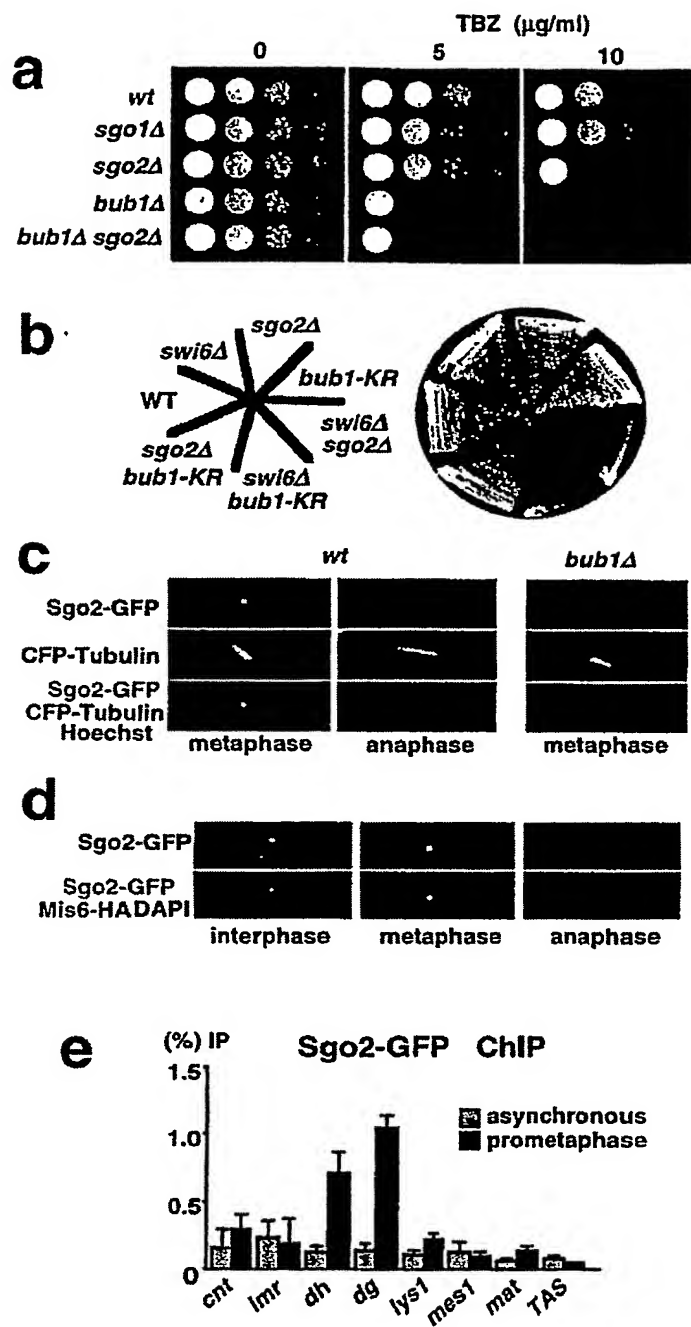 a
TBZ (µg/ml)
0 5 10
wt
sgo1Δ
sgo2Δ
bub1Δ
bub1Δ sgo2Δ
b
sgo2Δ
swi6Δ
bub1-KR
WT
swi6Δ
sgo2Δ
sgo2Δ
bub1-KR
swi6Δ
bub1-KR
c
wt bub1Δ
Sgo2-GFP
CFP-Tubulin
Sgo2-GFP
CFP-Tubulin
Hoechst
metaphase anaphase metaphase
d
Sgo2-GFP
Sgo2-GFP
Mis6-HADAPI
interphase metaphase anaphase
e
(%) IP Sgo2-GFP ChIP
1.5
asynchronous
prometaphase
1.0
0.5
0
cnt imr dh dg lys1 mes1 mat TAS